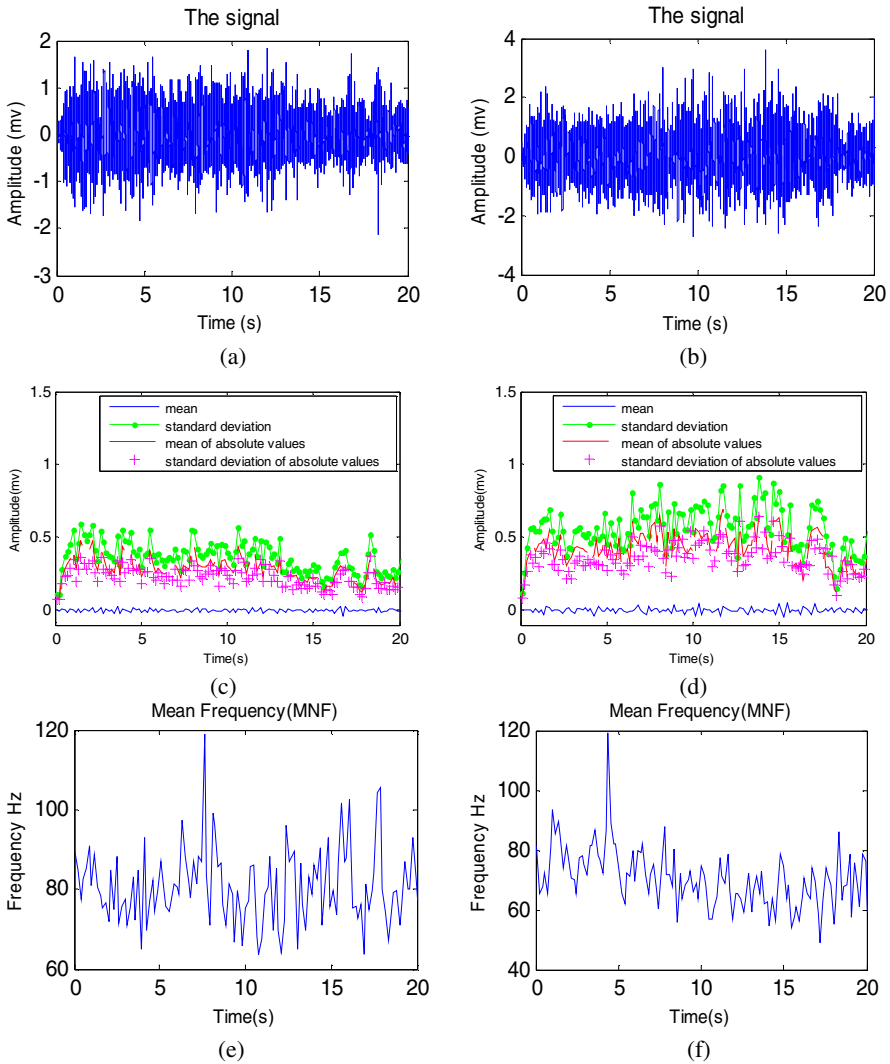 The signal
2
1
0
-1
-2
-3
Amplitude (mv)
0 5 10 15 20
Time (s)
(a)
The signal
4
2
0
-2
-4
Amplitude (mv)
0 5 10 15 20
Time (s)
(b)
1.5
1
0.5
0
Amplitude(mv)
mean
standard deviation
mean of absolute values
standard deviation of absolute values
0 5 10 15 20
Time(s)
(c)
1.5
1
0.5
0
Amplitude(mv)
mean
standard deviation
mean of absolute values
standard deviation of absolute values
0 5 10 15 20
Time(s)
(d)
Mean Frequency(MNF)
120
100
80
60
Frequency Hz
0 5 10 15 20
Time(s)
(e)
Mean Frequency(MNF)
120
100
80
60
40
Frequency Hz
0 5 10 15 20
Time(s)
(f)